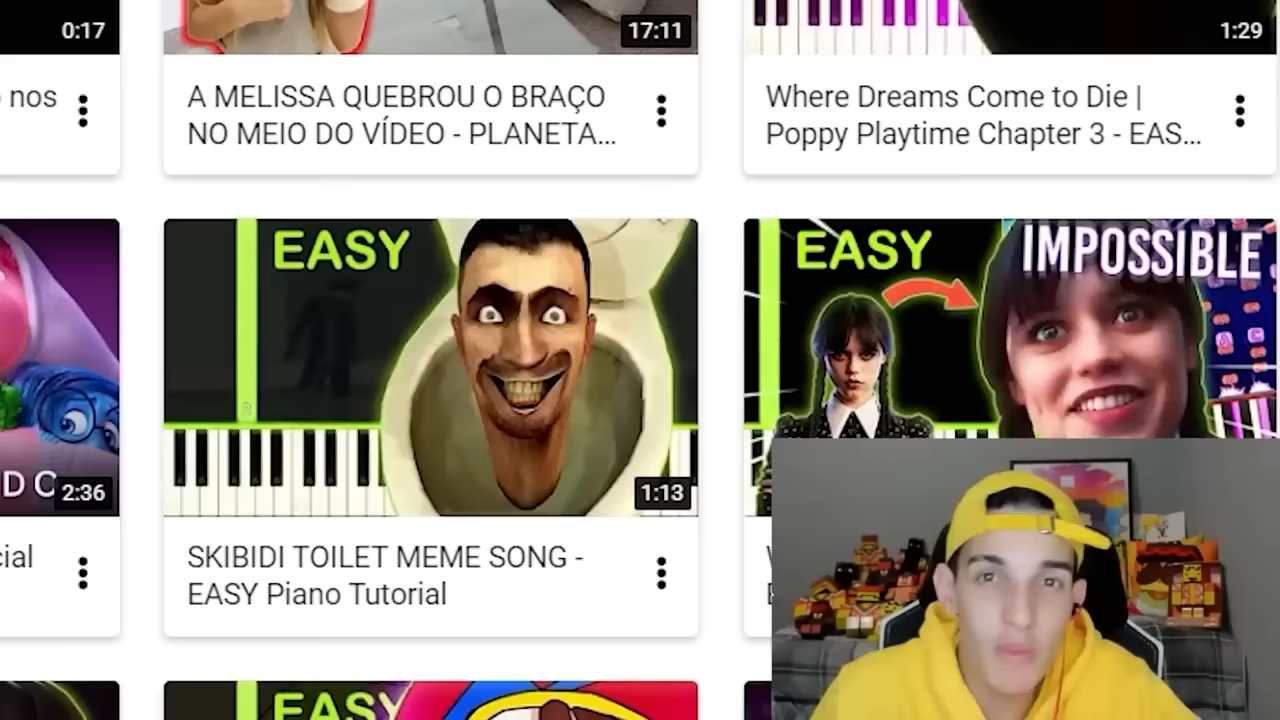 0:17
17:11
1:29
nos
A MELISSA QUEBROU O BRAÇO
NO MEIO DO VÍDEO - PLANETA...
Where Dreams Come to Die |
Poppy Playtime Chapter 3 - EAS...
EASY
EASY
IMPOSSIBLE
D C
2:36
1:13
cial
SKIBIDI TOILET MEME SONG -
EASY Piano Tutorial
EASY